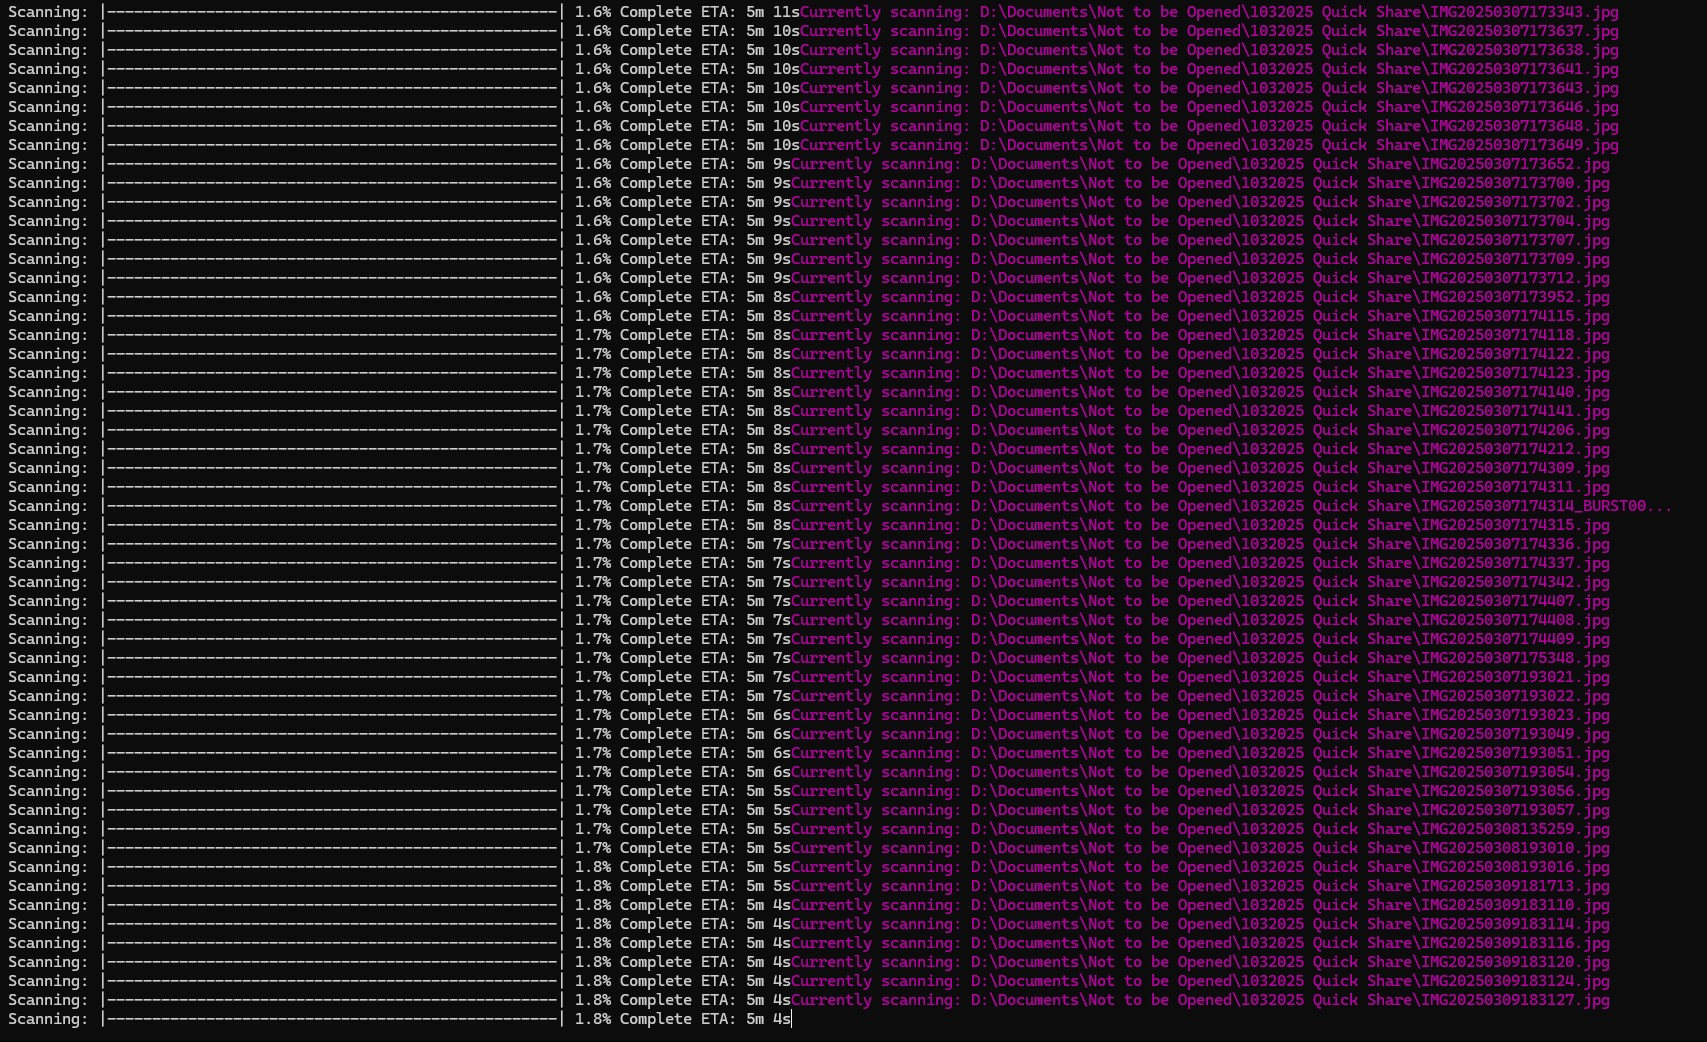 Scanning: |--------------------------------------------------| 1.6% Complete ETA: 5m 11sCurrently scanning: D:\Documents\Not to be Opened\1032025 Quick Share\IMG20250307173343.jpg
Scanning: |--------------------------------------------------| 1.6% Complete ETA: 5m 10sCurrently scanning: D:\Documents\Not to be Opened\1032025 Quick Share\IMG20250307173637.jpg
Scanning: |--------------------------------------------------| 1.6% Complete ETA: 5m 10sCurrently scanning: D:\Documents\Not to be Opened\1032025 Quick Share\IMG20250307173638.jpg
Scanning: |--------------------------------------------------| 1.6% Complete ETA: 5m 10sCurrently scanning: D:\Documents\Not to be Opened\1032025 Quick Share\IMG20250307173641.jpg
Scanning: |--------------------------------------------------| 1.6% Complete ETA: 5m 10sCurrently scanning: D:\Documents\Not to be Opened\1032025 Quick Share\IMG20250307173643.jpg
Scanning: |--------------------------------------------------| 1.6% Complete ETA: 5m 10sCurrently scanning: D:\Documents\Not to be Opened\1032025 Quick Share\IMG20250307173646.jpg
Scanning: |--------------------------------------------------| 1.6% Complete ETA: 5m 10sCurrently scanning: D:\Documents\Not to be Opened\1032025 Quick Share\IMG20250307173648.jpg
Scanning: |--------------------------------------------------| 1.6% Complete ETA: 5m 10sCurrently scanning: D:\Documents\Not to be Opened\1032025 Quick Share\IMG20250307173649.jpg
Scanning: |--------------------------------------------------| 1.6% Complete ETA: 5m 9sCurrently scanning: D:\Documents\Not to be Opened\1032025 Quick Share\IMG20250307173652.jpg
Scanning: |--------------------------------------------------| 1.6% Complete ETA: 5m 9sCurrently scanning: D:\Documents\Not to be Opened\1032025 Quick Share\IMG20250307173700.jpg
Scanning: |--------------------------------------------------| 1.6% Complete ETA: 5m 9sCurrently scanning: D:\Documents\Not to be Opened\1032025 Quick Share\IMG20250307173702.jpg
Scanning: |--------------------------------------------------| 1.6% Complete ETA: 5m 9sCurrently scanning: D:\Documents\Not to be Opened\1032025 Quick Share\IMG20250307173704.jpg
Scanning: |--------------------------------------------------| 1.6% Complete ETA: 5m 9sCurrently scanning: D:\Documents\Not to be Opened\1032025 Quick Share\IMG20250307173707.jpg
Scanning: |--------------------------------------------------| 1.6% Complete ETA: 5m 9sCurrently scanning: D:\Documents\Not to be Opened\1032025 Quick Share\IMG20250307173709.jpg
Scanning: |--------------------------------------------------| 1.6% Complete ETA: 5m 9sCurrently scanning: D:\Documents\Not to be Opened\1032025 Quick Share\IMG20250307173712.jpg
Scanning: |--------------------------------------------------| 1.6% Complete ETA: 5m 8sCurrently scanning: D:\Documents\Not to be Opened\1032025 Quick Share\IMG20250307173952.jpg
Scanning: |--------------------------------------------------| 1.6% Complete ETA: 5m 8sCurrently scanning: D:\Documents\Not to be Opened\1032025 Quick Share\IMG20250307174115.jpg
Scanning: |--------------------------------------------------| 1.7% Complete ETA: 5m 8sCurrently scanning: D:\Documents\Not to be Opened\1032025 Quick Share\IMG20250307174118.jpg
Scanning: |--------------------------------------------------| 1.7% Complete ETA: 5m 8sCurrently scanning: D:\Documents\Not to be Opened\1032025 Quick Share\IMG20250307174122.jpg
Scanning: |--------------------------------------------------| 1.7% Complete ETA: 5m 8sCurrently scanning: D:\Documents\Not to be Opened\1032025 Quick Share\IMG20250307174123.jpg
Scanning: |--------------------------------------------------| 1.7% Complete ETA: 5m 8sCurrently scanning: D:\Documents\Not to be Opened\1032025 Quick Share\IMG20250307174140.jpg
Scanning: |--------------------------------------------------| 1.7% Complete ETA: 5m 8sCurrently scanning: D:\Documents\Not to be Opened\1032025 Quick Share\IMG20250307174141.jpg
Scanning: |--------------------------------------------------| 1.7% Complete ETA: 5m 8sCurrently scanning: D:\Documents\Not to be Opened\1032025 Quick Share\IMG20250307174206.jpg
Scanning: |--------------------------------------------------| 1.7% Complete ETA: 5m 8sCurrently scanning: D:\Documents\Not to be Opened\1032025 Quick Share\IMG20250307174212.jpg
Scanning: |--------------------------------------------------| 1.7% Complete ETA: 5m 8sCurrently scanning: D:\Documents\Not to be Opened\1032025 Quick Share\IMG20250307174309.jpg
Scanning: |--------------------------------------------------| 1.7% Complete ETA: 5m 8sCurrently scanning: D:\Documents\Not to be Opened\1032025 Quick Share\IMG20250307174311.jpg
Scanning: |--------------------------------------------------| 1.7% Complete ETA: 5m 8sCurrently scanning: D:\Documents\Not to be Opened\1032025 Quick Share\IMG20250307174314_BURST00...
Scanning: |--------------------------------------------------| 1.7% Complete ETA: 5m 8sCurrently scanning: D:\Documents\Not to be Opened\1032025 Quick Share\IMG20250307174315.jpg
Scanning: |--------------------------------------------------| 1.7% Complete ETA: 5m 7sCurrently scanning: D:\Documents\Not to be Opened\1032025 Quick Share\IMG20250307174336.jpg
Scanning: |--------------------------------------------------| 1.7% Complete ETA: 5m 7sCurrently scanning: D:\Documents\Not to be Opened\1032025 Quick Share\IMG20250307174337.jpg
Scanning: |--------------------------------------------------| 1.7% Complete ETA: 5m 7sCurrently scanning: D:\Documents\Not to be Opened\1032025 Quick Share\IMG20250307174342.jpg
Scanning: |--------------------------------------------------| 1.7% Complete ETA: 5m 7sCurrently scanning: D:\Documents\Not to be Opened\1032025 Quick Share\IMG20250307174407.jpg
Scanning: |--------------------------------------------------| 1.7% Complete ETA: 5m 7sCurrently scanning: D:\Documents\Not to be Opened\1032025 Quick Share\IMG20250307174408.jpg
Scanning: |--------------------------------------------------| 1.7% Complete ETA: 5m 7sCurrently scanning: D:\Documents\Not to be Opened\1032025 Quick Share\IMG20250307174409.jpg
Scanning: |--------------------------------------------------| 1.7% Complete ETA: 5m 7sCurrently scanning: D:\Documents\Not to be Opened\1032025 Quick Share\IMG20250307175348.jpg
Scanning: |--------------------------------------------------| 1.7% Complete ETA: 5m 7sCurrently scanning: D:\Documents\Not to be Opened\1032025 Quick Share\IMG20250307193021.jpg
Scanning: |--------------------------------------------------| 1.7% Complete ETA: 5m 7sCurrently scanning: D:\Documents\Not to be Opened\1032025 Quick Share\IMG20250307193022.jpg
Scanning: |--------------------------------------------------| 1.7% Complete ETA: 5m 6sCurrently scanning: D:\Documents\Not to be Opened\1032025 Quick Share\IMG20250307193023.jpg
Scanning: |--------------------------------------------------| 1.7% Complete ETA: 5m 6sCurrently scanning: D:\Documents\Not to be Opened\1032025 Quick Share\IMG20250307193049.jpg
Scanning: |--------------------------------------------------| 1.7% Complete ETA: 5m 6sCurrently scanning: D:\Documents\Not to be Opened\1032025 Quick Share\IMG20250307193051.jpg
Scanning: |--------------------------------------------------| 1.7% Complete ETA: 5m 6sCurrently scanning: D:\Documents\Not to be Opened\1032025 Quick Share\IMG20250307193054.jpg
Scanning: |--------------------------------------------------| 1.7% Complete ETA: 5m 5sCurrently scanning: D:\Documents\Not to be Opened\1032025 Quick Share\IMG20250307193056.jpg
Scanning: |--------------------------------------------------| 1.7% Complete ETA: 5m 5sCurrently scanning: D:\Documents\Not to be Opened\1032025 Quick Share\IMG20250307193057.jpg
Scanning: |--------------------------------------------------| 1.7% Complete ETA: 5m 5sCurrently scanning: D:\Documents\Not to be Opened\1032025 Quick Share\IMG20250308135259.jpg
Scanning: |--------------------------------------------------| 1.7% Complete ETA: 5m 5sCurrently scanning: D:\Documents\Not to be Opened\1032025 Quick Share\IMG20250308193010.jpg
Scanning: |--------------------------------------------------| 1.8% Complete ETA: 5m 5sCurrently scanning: D:\Documents\Not to be Opened\1032025 Quick Share\IMG20250308193016.jpg
Scanning: |--------------------------------------------------| 1.8% Complete ETA: 5m 5sCurrently scanning: D:\Documents\Not to be Opened\1032025 Quick Share\IMG20250309181713.jpg
Scanning: |--------------------------------------------------| 1.8% Complete ETA: 5m 4sCurrently scanning: D:\Documents\Not to be Opened\1032025 Quick Share\IMG20250309183110.jpg
Scanning: |--------------------------------------------------| 1.8% Complete ETA: 5m 4sCurrently scanning: D:\Documents\Not to be Opened\1032025 Quick Share\IMG20250309183114.jpg
Scanning: |--------------------------------------------------| 1.8% Complete ETA: 5m 4sCurrently scanning: D:\Documents\Not to be Opened\1032025 Quick Share\IMG20250309183116.jpg
Scanning: |--------------------------------------------------| 1.8% Complete ETA: 5m 4sCurrently scanning: D:\Documents\Not to be Opened\1032025 Quick Share\IMG20250309183120.jpg
Scanning: |--------------------------------------------------| 1.8% Complete ETA: 5m 4sCurrently scanning: D:\Documents\Not to be Opened\1032025 Quick Share\IMG20250309183124.jpg
Scanning: |--------------------------------------------------| 1.8% Complete ETA: 5m 4sCurrently scanning: D:\Documents\Not to be Opened\1032025 Quick Share\IMG20250309183127.jpg
Scanning: |--------------------------------------------------| 1.8% Complete ETA: 5m 4s